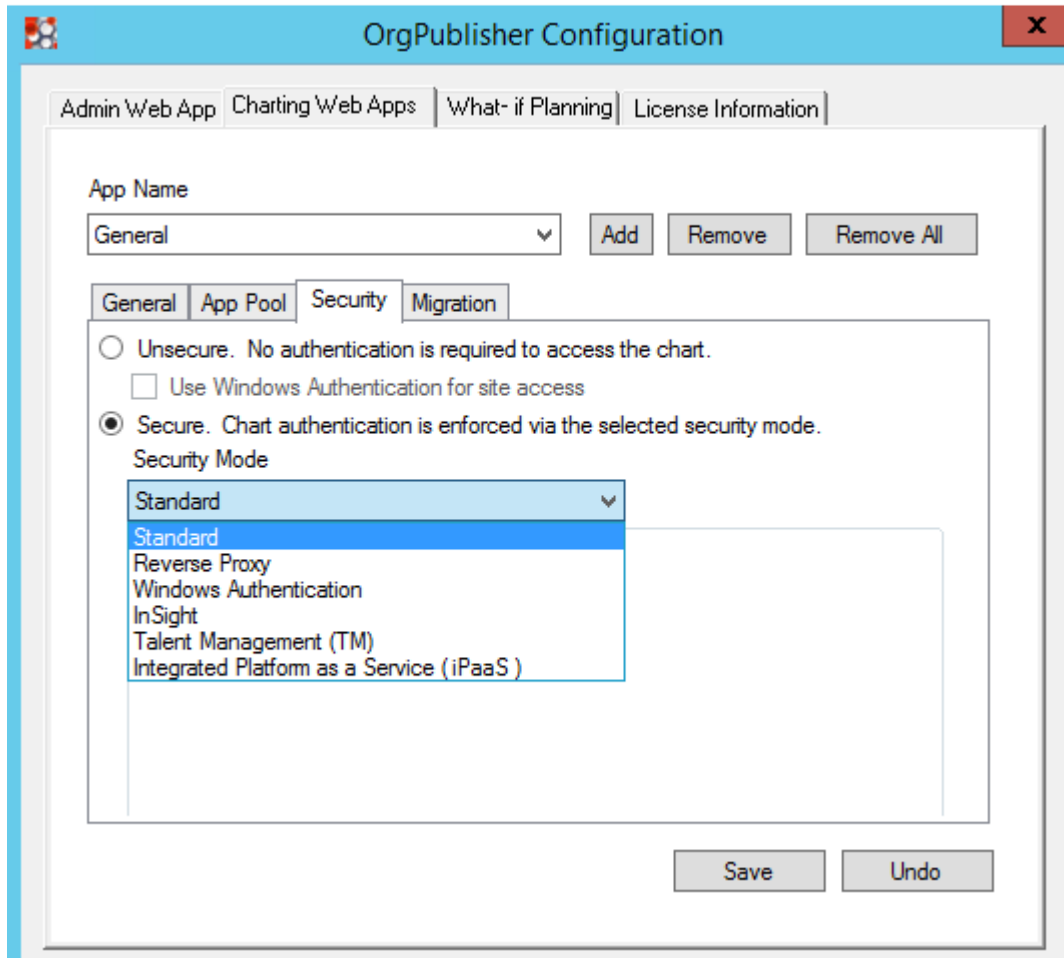 OrgPublisher Configuration
x
Admin Web App Charting Web Apps What- if Planning License Information
App Name
General Add Remove Remove All
General App Pool Security Migration
Unsecure. No authentication is required to access the chart.
Use Windows Authentication for site access
Secure. Chart authentication is enforced via the selected security mode.
Security Mode
Standard
Standard
Reverse Proxy
Windows Authentication
InSight
Talent Management (TM)
Integrated Platform as a Service ( iPaaS )
Save Undo